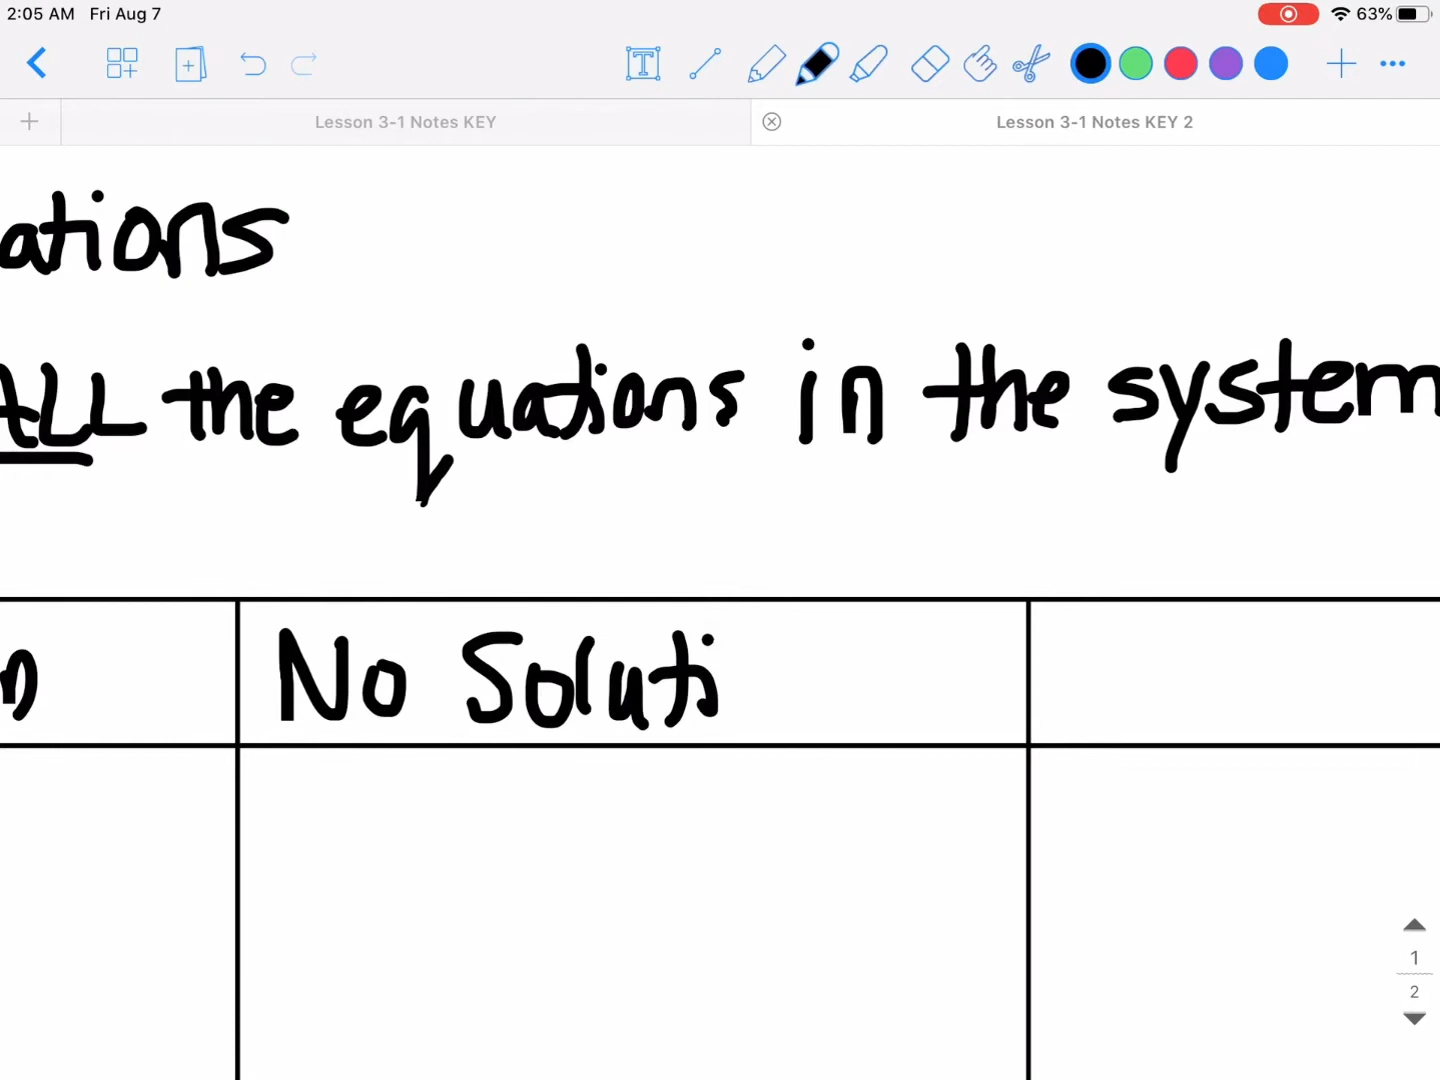 2:05 AM Fri Aug 7 63%
Lesson 3-1 Notes KEY Lesson 3-1 Notes KEY 2
ations
ALL the equations in the system
n No Soluti
1
2